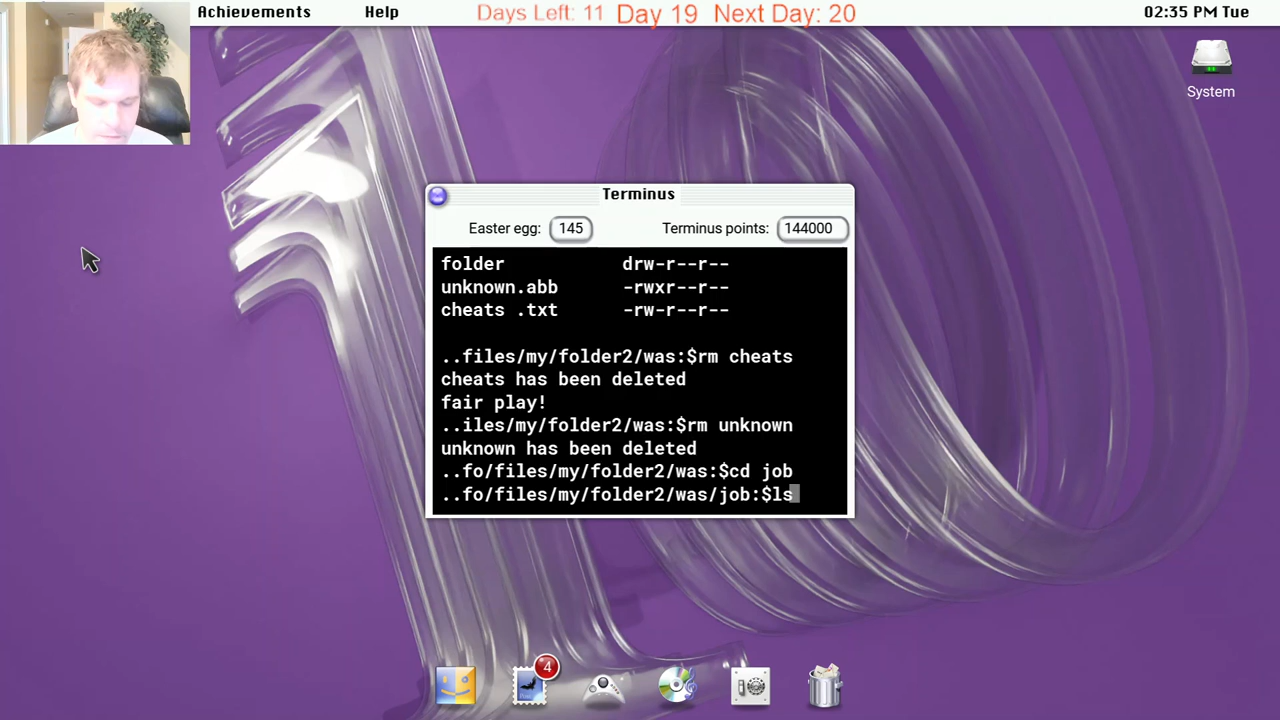 Achievements Help Days Left: 11 Day 19 Next Day: 20 02:35 PM Tue
System
Terminus
Easter egg: 145 Terminus points: 144000
folder drw-r--r--
unknown.abb -rwxr--r--
cheats .txt -rw-r--r--
..files/my/folder2/was:$rm cheats
cheats has been deleted
fair play!
..iles/my/folder2/was:$rm unknown
unknown has been deleted
..fo/files/my/folder2/was:$cd job
..fo/files/my/folder2/was/job:$ls
4